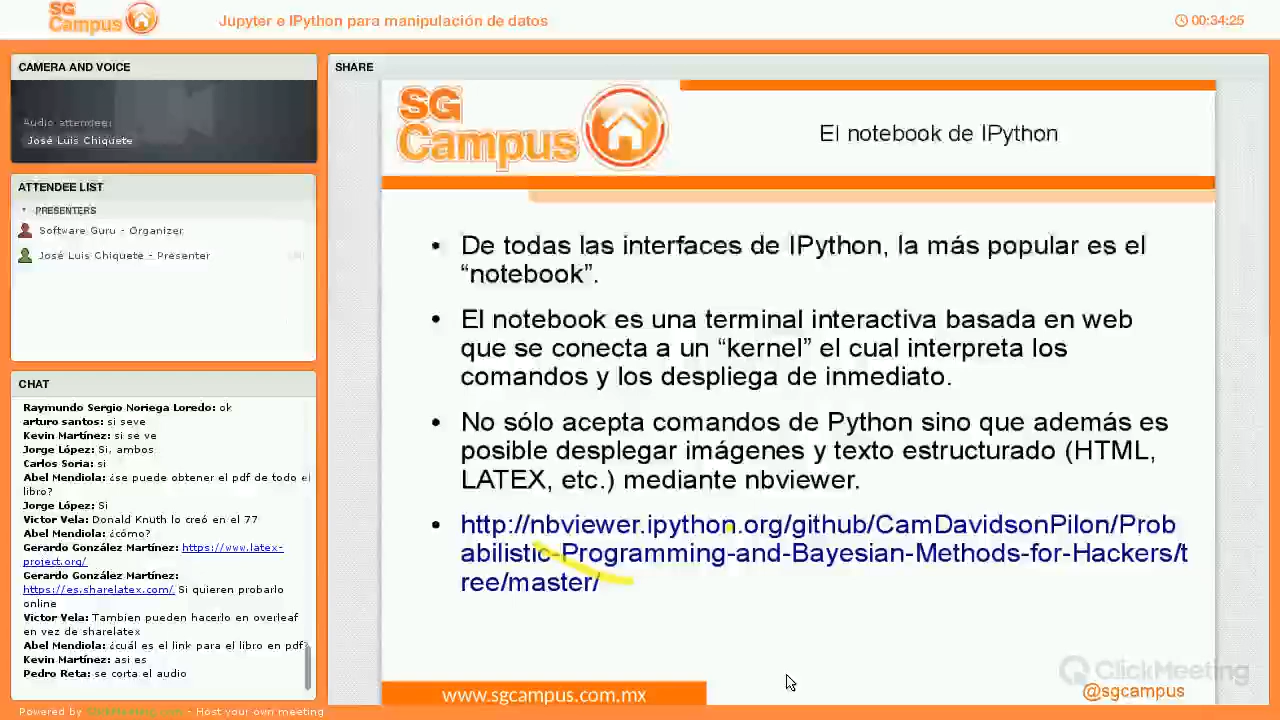 SG
Campus
Jupyter e IPython para manipulación de datos
00:34:25
CAMERA AND VOICE
Audio attendee:
José Luis Chiquete
ATTENDEE LIST
PRESENTERS
Software Guru - Organizer
José Luis Chiquete - Presenter
CHAT
Raymundo Sergio Noriega Loredo: ok
arturo santos: si seve
Kevin Martínez: si se ve
Jorge López: Si, ambos
Carlos Soria: si
Abel Mendiola: ¿se puede obtener el pdf de todo el
libro?
Jorge López: Si
Victor Vela: Donald Knuth lo creó en el 77
Abel Mendiola: ¿cómo?
Gerardo González Martínez: https://www.latex-
project.org/
Gerardo González Martínez:
https://es.sharelatex.com/ Si quieren probarlo
online
Victor Vela: Tambien pueden hacerlo en overleaf
en vez de sharelatex
Abel Mendiola: ¿cuál es el link para el libro en pdf?
Kevin Martínez: asi es
Pedro Reta: se corta el audio
Powered by ClickMeeting.com - Host your own meeting
SHARE
SG
Campus
El notebook de IPython
• De todas las interfaces de IPython, la más popular es el
“notebook”.
• El notebook es una terminal interactiva basada en web
que se conecta a un “kernel” el cual interpreta los
comandos y los despliega de inmediato.
• No sólo acepta comandos de Python sino que además es
posible desplegar imágenes y texto estructurado (HTML,
LATEX, etc.) mediante nbviewer.
• http://nbviewer.ipython.org/github/CamDavidsonPilon/Prob
abilistic-Programming-and-Bayesian-Methods-for-Hackers/t
ree/master/
www.sgcampus.com.mx
ClickMeeting
@sgcampus